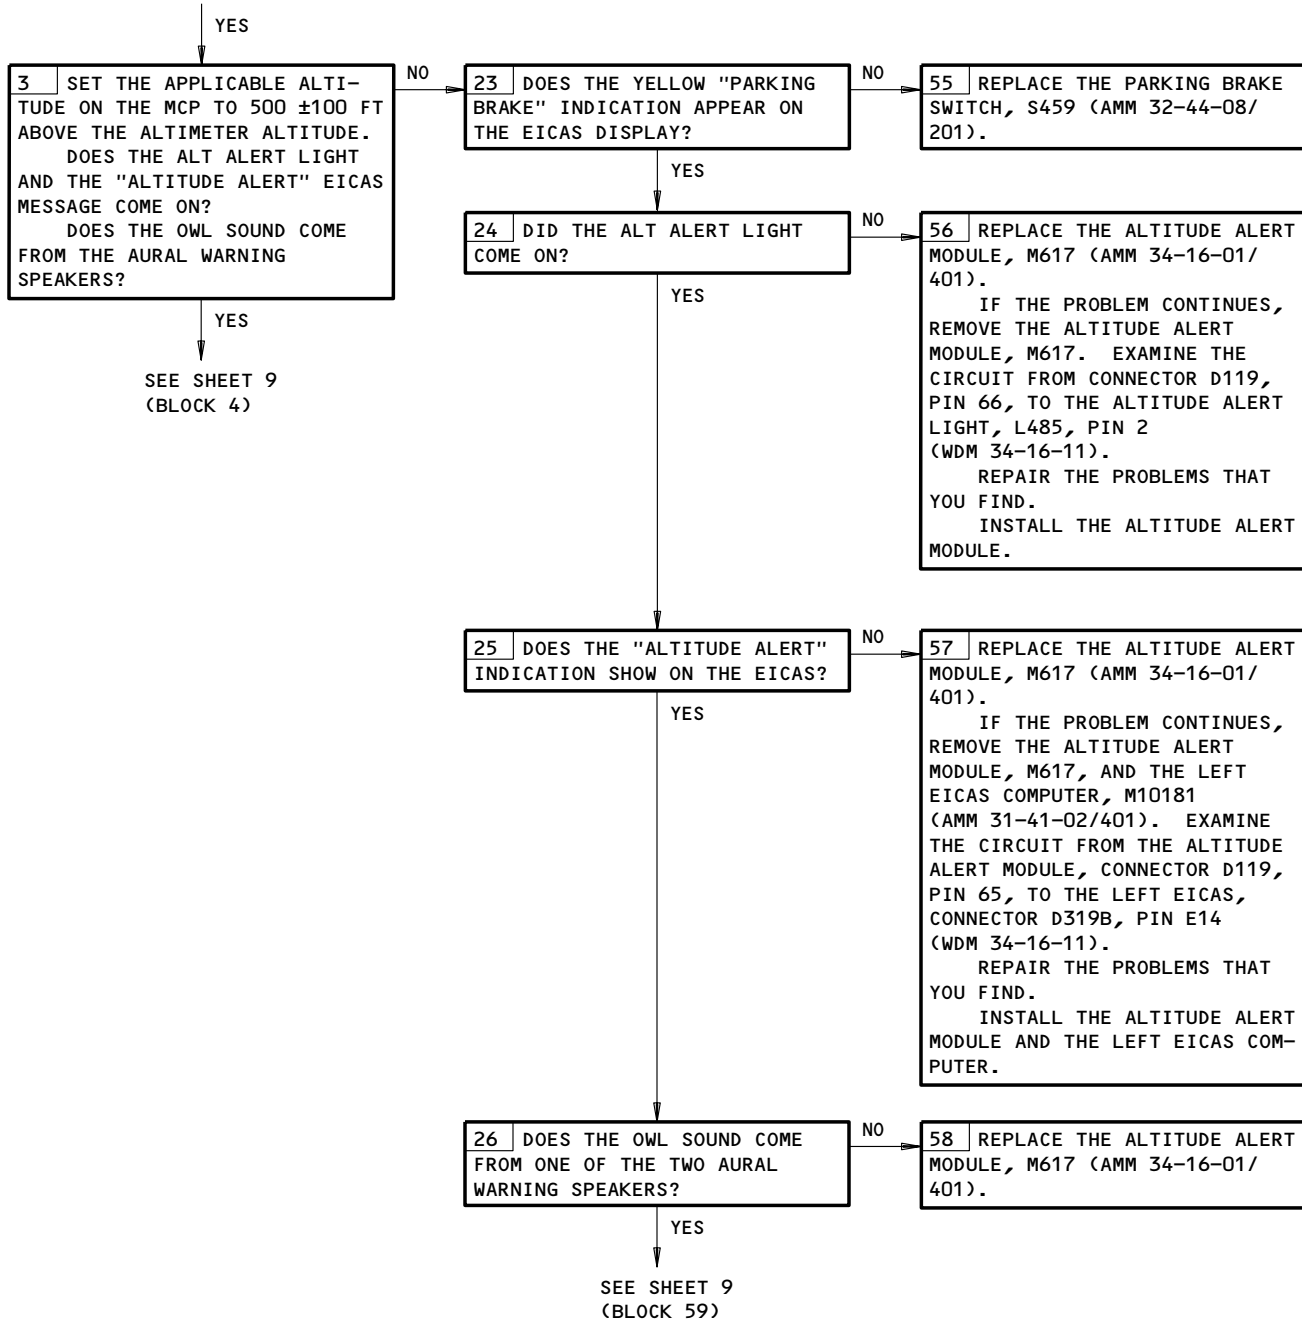 YES
3 SET THE APPLICABLE ALTI-
TUDE ON THE MCP TO 500 ±100 FT
ABOVE THE ALTIMETER ALTITUDE.
DOES THE ALT ALERT LIGHT
AND THE "ALTITUDE ALERT" EICAS
MESSAGE COME ON?
DOES THE OWL SOUND COME
FROM THE AURAL WARNING
SPEAKERS?
YES
SEE SHEET 9
(BLOCK 4)
NO
23 DOES THE YELLOW "PARKING
BRAKE" INDICATION APPEAR ON
THE EICAS DISPLAY?
NO
55 REPLACE THE PARKING BRAKE
SWITCH, S459 (AMM 32-44-08/
201).
YES
24 DID THE ALT ALERT LIGHT
COME ON?
NO
56 REPLACE THE ALTITUDE ALERT
MODULE, M617 (AMM 34-16-01/
401).
IF THE PROBLEM CONTINUES,
REMOVE THE ALTITUDE ALERT
MODULE, M617. EXAMINE THE
CIRCUIT FROM CONNECTOR D119,
PIN 66, TO THE ALTITUDE ALERT
LIGHT, L485, PIN 2
(WDM 34-16-11).
REPAIR THE PROBLEMS THAT
YOU FIND.
INSTALL THE ALTITUDE ALERT
MODULE.
YES
25 DOES THE "ALTITUDE ALERT"
INDICATION SHOW ON THE EICAS?
NO
57 REPLACE THE ALTITUDE ALERT
MODULE, M617 (AMM 34-16-01/
401).
IF THE PROBLEM CONTINUES,
REMOVE THE ALTITUDE ALERT
MODULE, M617, AND THE LEFT
EICAS COMPUTER, M10181
(AMM 31-41-02/401). EXAMINE
THE CIRCUIT FROM THE ALTITUDE
ALERT MODULE, CONNECTOR D119,
PIN 65, TO THE LEFT EICAS,
CONNECTOR D319B, PIN E14
(WDM 34-16-11).
REPAIR THE PROBLEMS THAT
YOU FIND.
INSTALL THE ALTITUDE ALERT
MODULE AND THE LEFT EICAS COM-
PUTER.
YES
26 DOES THE OWL SOUND COME
FROM ONE OF THE TWO AURAL
WARNING SPEAKERS?
NO
58 REPLACE THE ALTITUDE ALERT
MODULE, M617 (AMM 34-16-01/
401).
YES
SEE SHEET 9
(BLOCK 59)